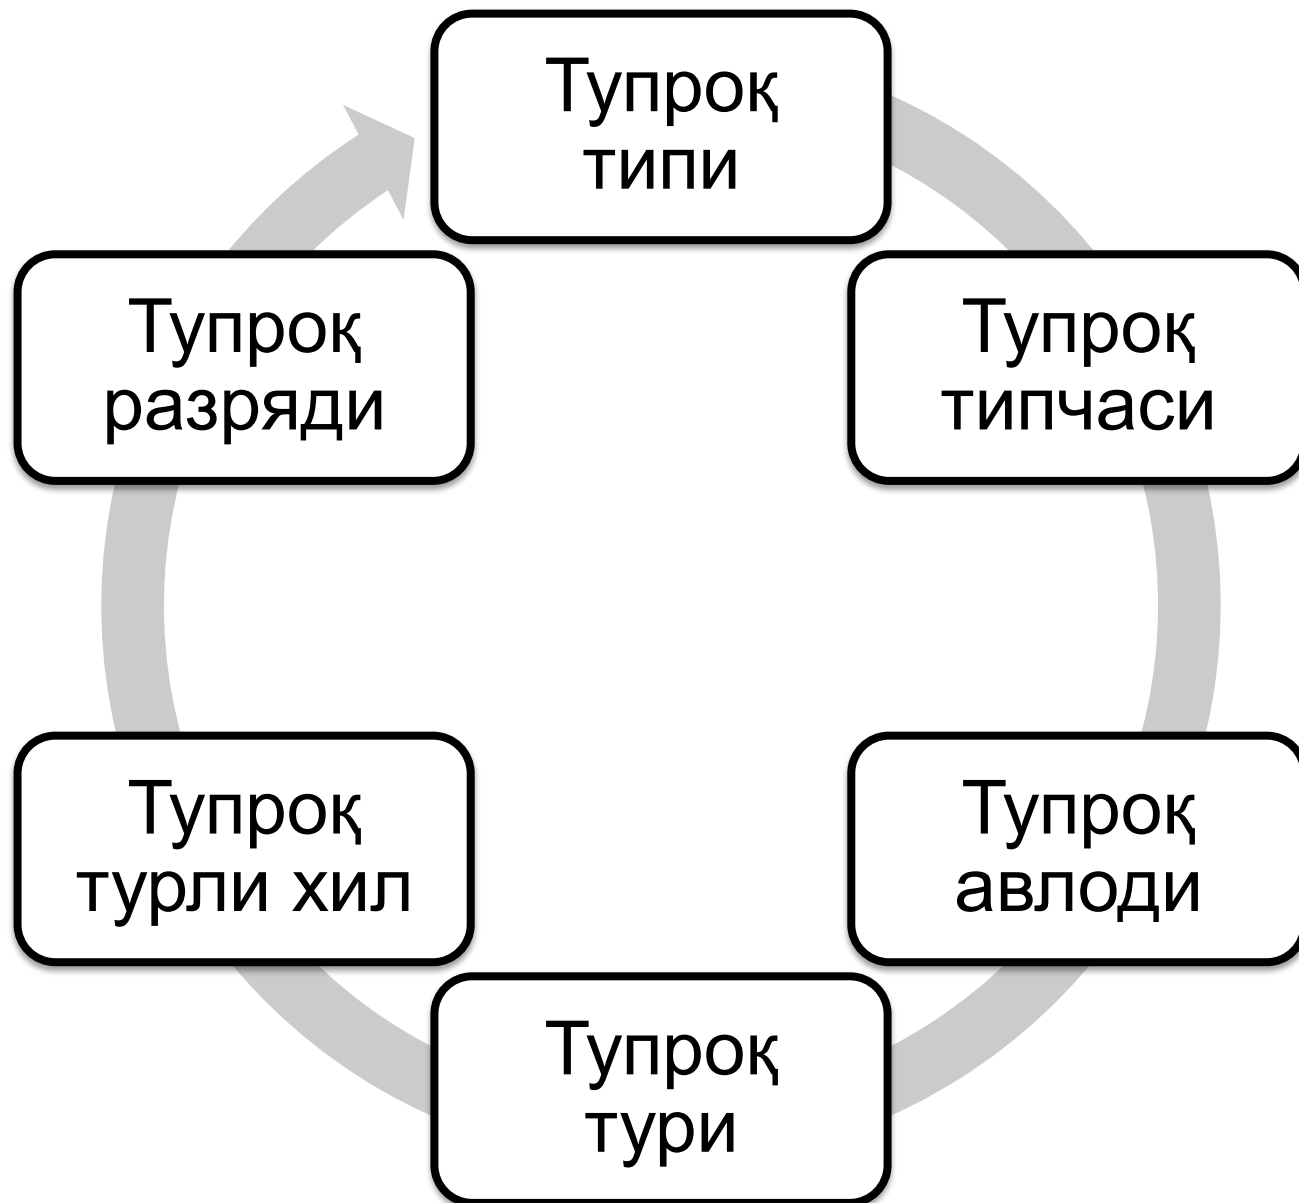 Тупроқ
типи
Тупроқ
типчаси
Тупроқ
авлоди
Тупроқ
тури
Тупроқ
турли хил
Тупроқ
разряди